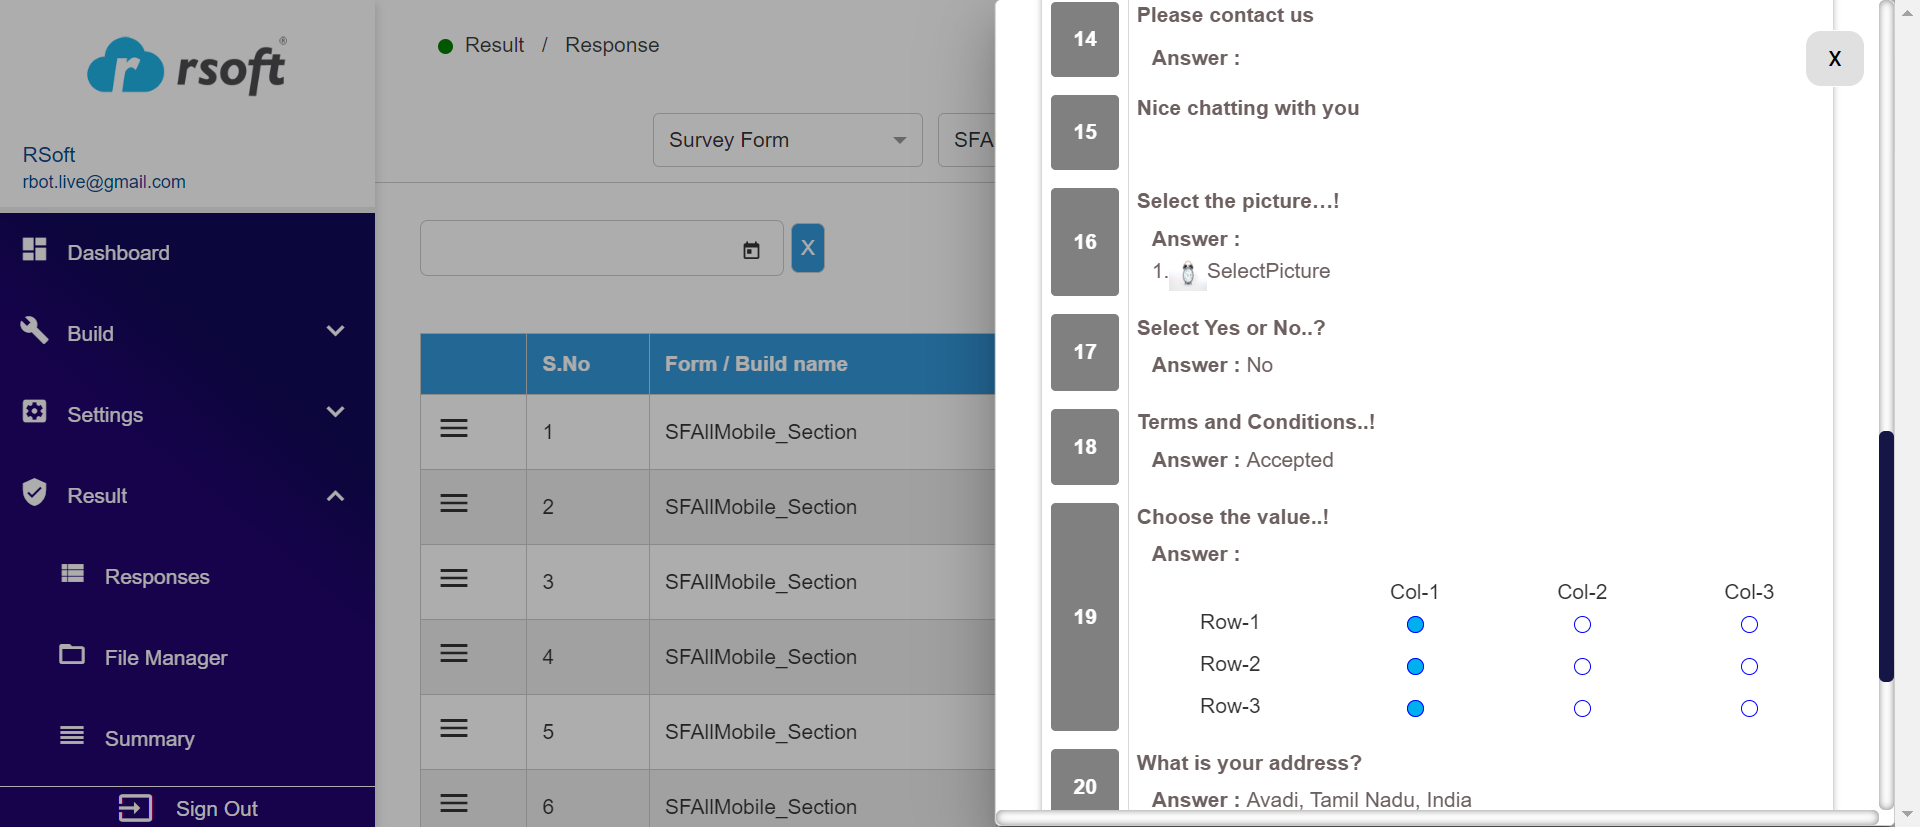 rsoft®
RSoft
rbot.live@gmail.com
Dashboard
Build
Settings
Result
Responses
File Manager
Summary
Sign Out
Result / Response
Survey Form
SFA
X
S.No Form / Build name
1 SFAllMobile_Section
2 SFAllMobile_Section
3 SFAllMobile_Section
4 SFAllMobile_Section
5 SFAllMobile_Section
6 SFAllMobile_Section
X
14 Please contact us
Answer :
15 Nice chatting with you
16 Select the picture...!
Answer :
1. SelectPicture
17 Select Yes or No..?
Answer : No
18 Terms and Conditions..!
Answer : Accepted
19 Choose the value..!
Answer :
Col-1 Col-2 Col-3
Row-1
Row-2
Row-3
20 What is your address?
Answer : Avadi, Tamil Nadu, India